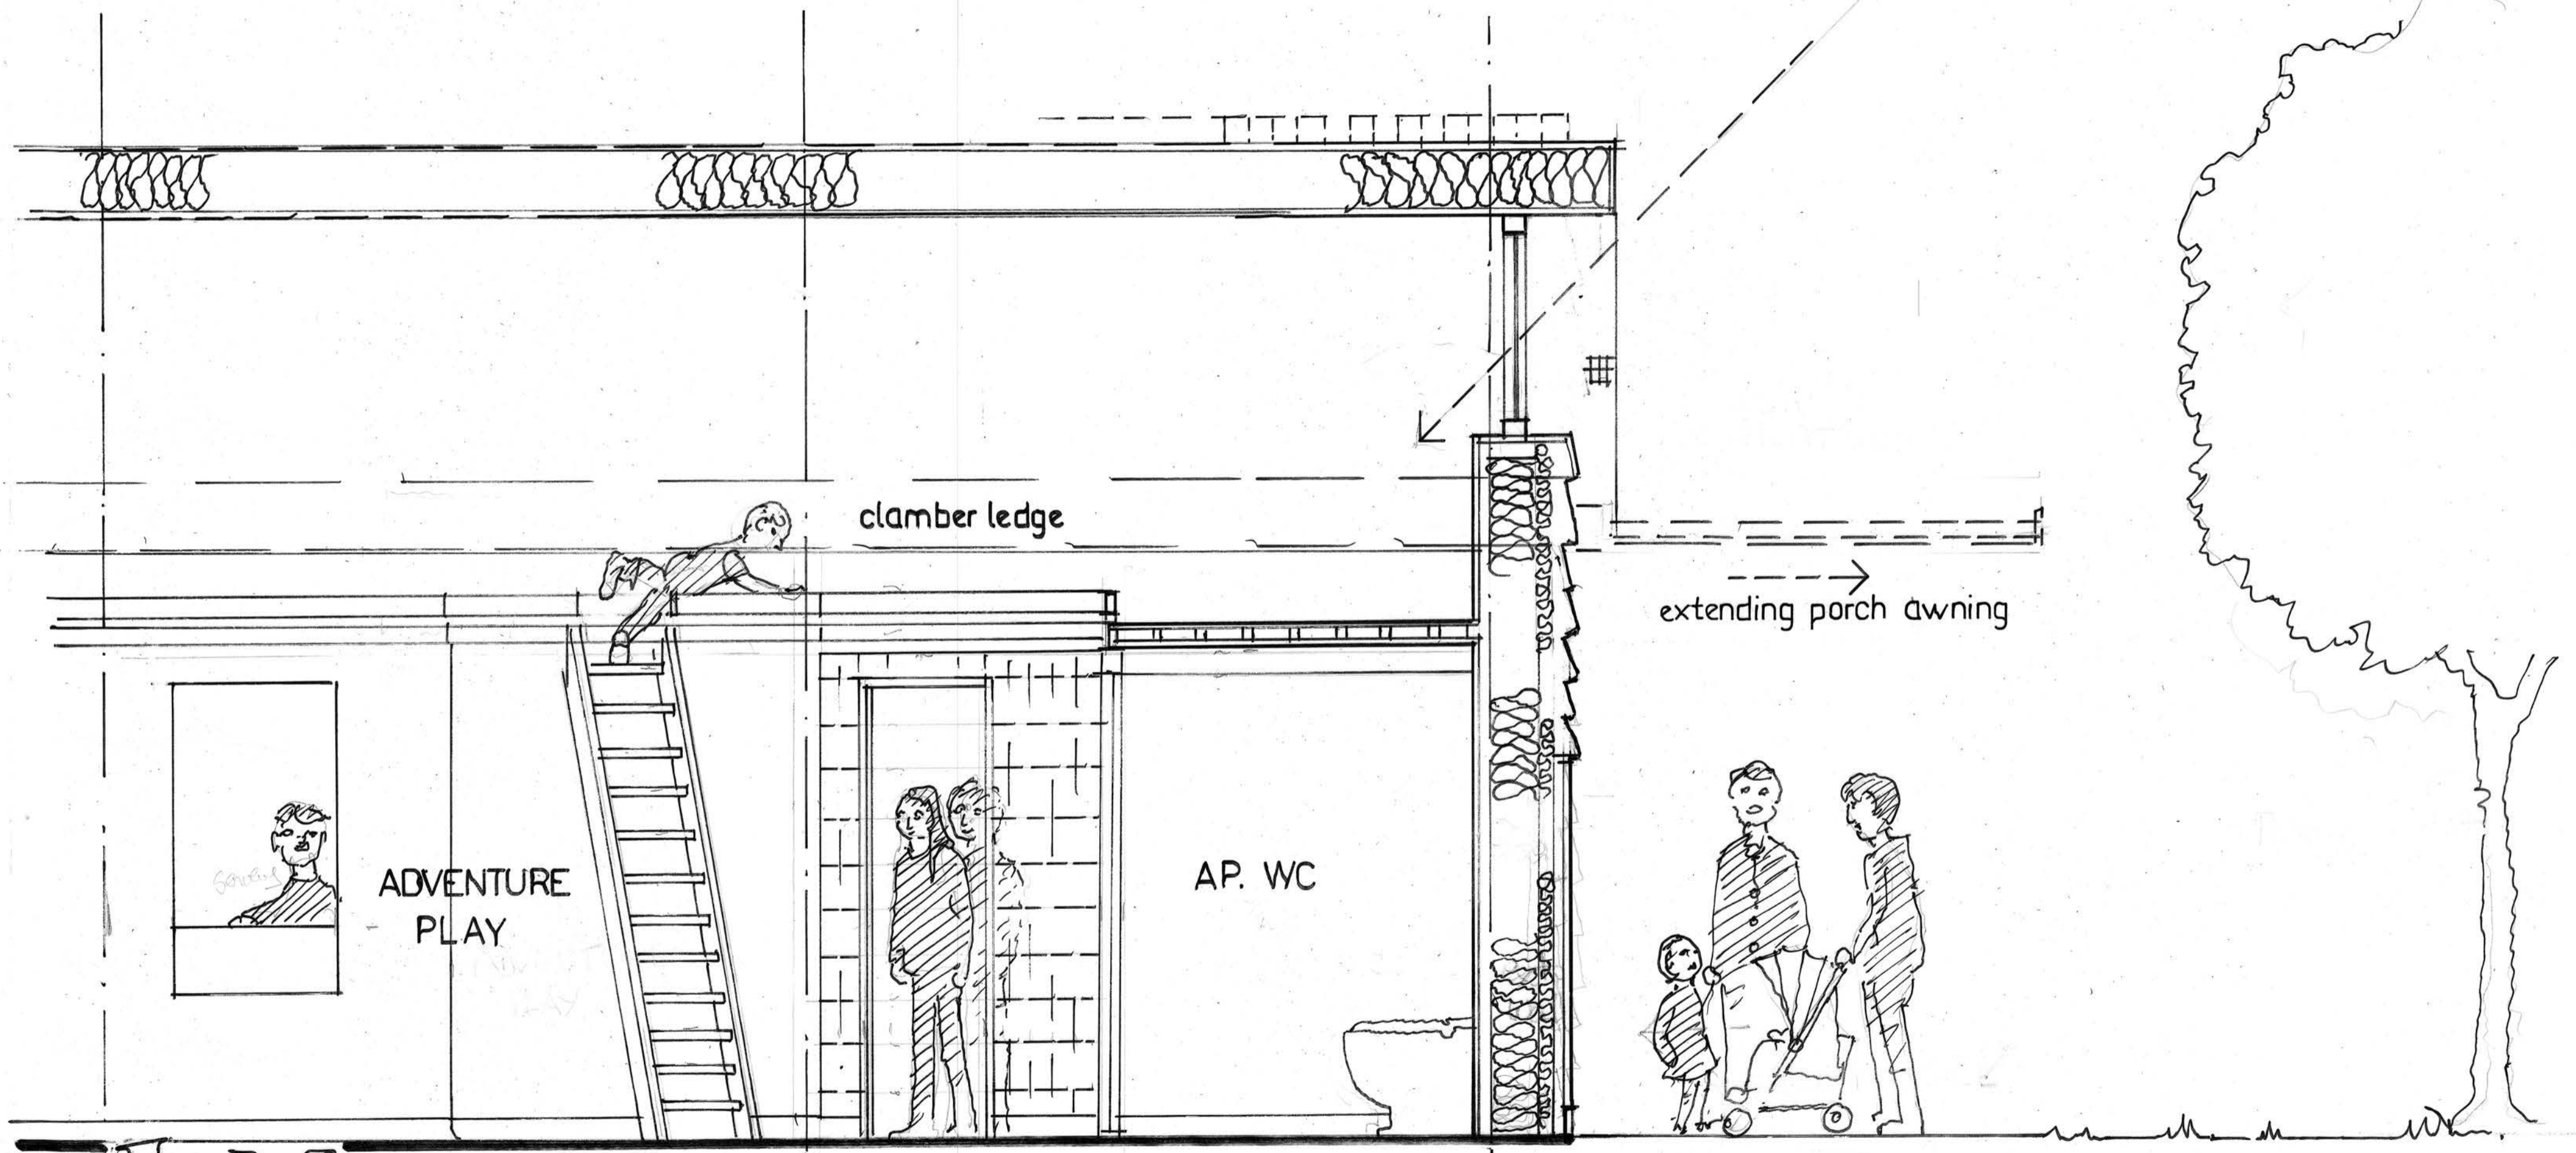 clamber ledge
extending porch awning
ADVENTURE
PLAY
AP. WC